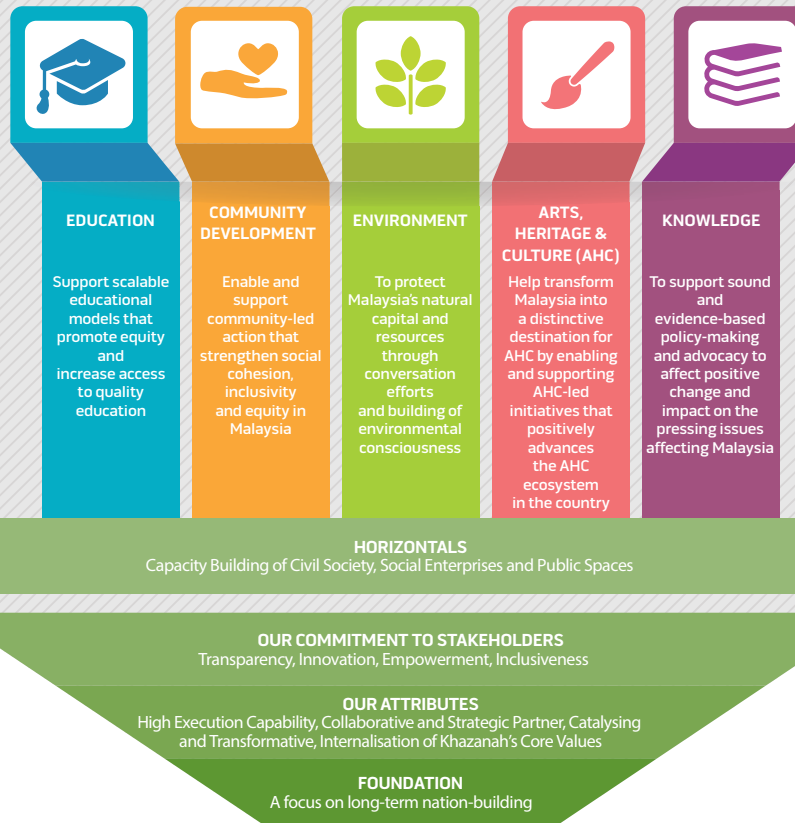 EDUCATION
Support scalable
educational
models that
promote equity
and
increase access
to quality
education
COMMUNITY
DEVELOPMENT
Enable and
support
community-led
action that
strengthen social
cohesion,
inclusivity
and equity in
Malaysia
ENVIRONMENT
To protect
Malaysia's natural
capital and
resources
through
conversation
efforts
and building of
environmental
consciousness
ARTS,
HERITAGE &
CULTURE (AHC)
Help transform
Malaysia into
a distinctive
destination for
AHC by enabling
and supporting
AHC-led
initiatives that
positively
advances
the AHC
ecosystem
in the country
KNOWLEDGE
To support sound
and
evidence-based
policy-making
and advocacy to
affect positive
change and
impact on the
pressing issues
affecting Malaysia
HORIZONTALS
Capacity Building of Civil Society, Social Enterprises and Public Spaces
OUR COMMITMENT TO STAKEHOLDERS
Transparency, Innovation, Empowerment, Inclusiveness
OUR ATTRIBUTES
High Execution Capability, Collaborative and Strategic Partner, Catalysing
and Transformative, Internalisation of Khazanah's Core Values
FOUNDATION
A focus on long-term nation-building